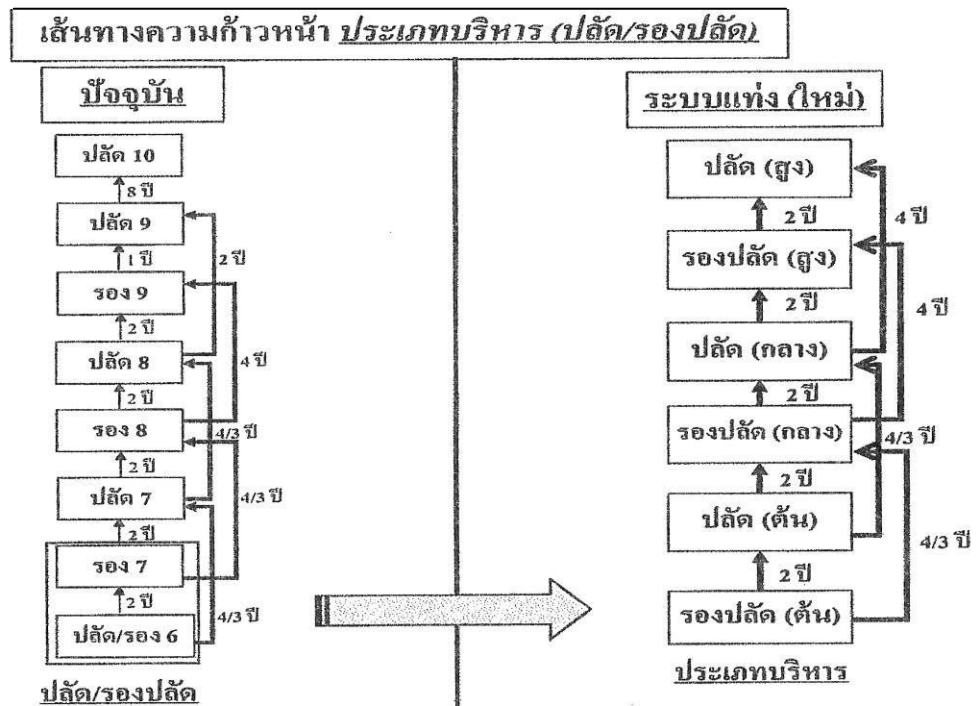 เส้นทางความก้าวหน้า ประเภทบริหาร (ปลัด/รองปลัด)
ปัจจุบัน
ปลัด 10
8 ปี
ปลัด 9
1 ปี
2 ปี
รอง 9
2 ปี
ปลัด 8
4 ปี
2 ปี
รอง 8
4/3 ปี
2 ปี
ปลัด 7
4/3 ปี
2 ปี
รอง 7
2 ปี
4/3 ปี
ปลัด/รอง 6
ปลัด/รองปลัด
ระบบแท่ง (ใหม่)
ปลัด (สูง)
2 ปี
4 ปี
รองปลัด (สูง)
2 ปี
4 ปี
ปลัด (กลาง)
2 ปี
รองปลัด (กลาง)
4/3 ปี
2 ปี
ปลัด (ต้น)
4/3 ปี
2 ปี
รองปลัด (ต้น)
ประเภทบริหาร